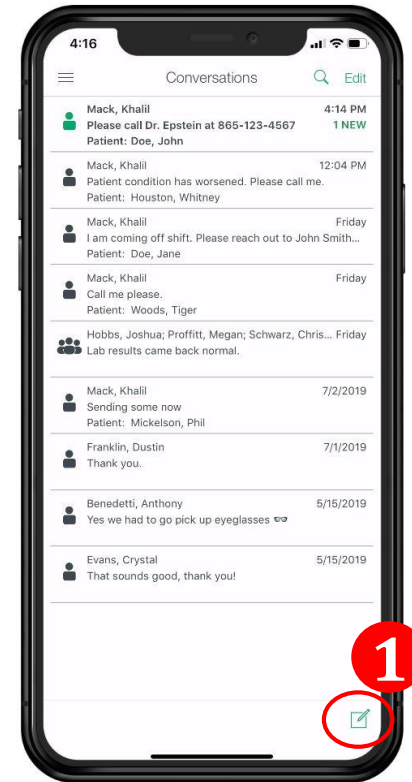 4:16
Conversations
Edit
Mack, Khalil 4:14 PM
Please call Dr. Epstein at 865-123-4567 1 NEW
Patient: Doe, John
Mack, Khalil 12:04 PM
Patient condition has worsened. Please call me.
Patient: Houston, Whitney
Mack, Khalil Friday
I am coming off shift. Please reach out to John Smith...
Patient: Doe, Jane
Mack, Khalil Friday
Call me please.
Patient: Woods, Tiger
Hobbs, Joshua; Proffitt, Megan; Schwarz, Chris... Friday
Lab results came back normal.
Mack, Khalil 7/2/2019
Sending some now
Patient: Mickelson, Phil
Franklin, Dustin 7/1/2019
Thank you.
Benedetti, Anthony 5/15/2019
Yes we had to go pick up eyeglasses 👓
Evans, Crystal 5/15/2019
That sounds good, thank you!
1